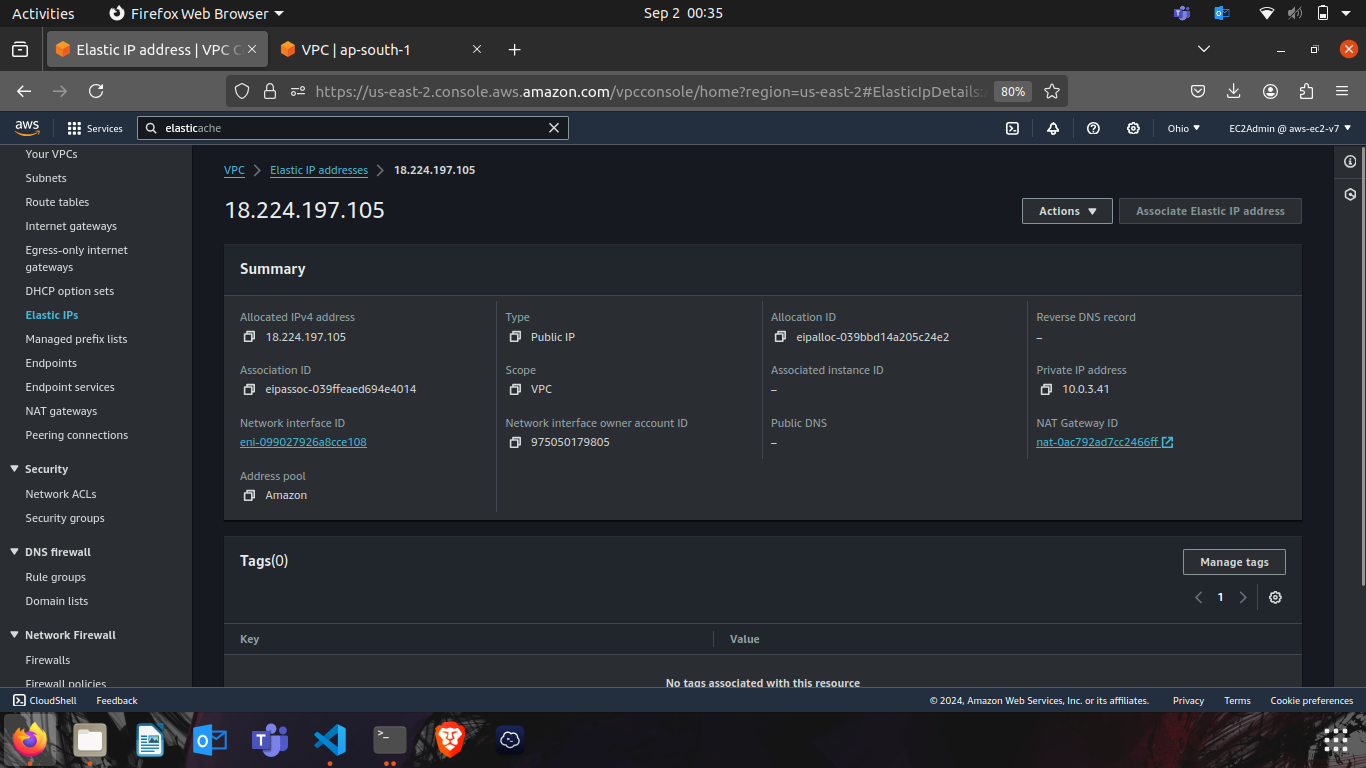 Activities
Firefox Web Browser
Sep 2 00:35
Elastic IP address | VPC C
VPC | ap-south-1
https://us-east-2.console.aws.amazon.com/vpcconsole/home?region=us-east-2#ElasticIpDetails:
80%
aws
Services
elasticache
Ohio
EC2Admin @ aws-ec2-v7
Your VPCs
Subnets
Route tables
Internet gateways
Egress-only internet
gateways
DHCP option sets
Elastic IPs
Managed prefix lists
Endpoints
Endpoint services
NAT gateways
Peering connections
Security
Network ACLs
Security groups
DNS firewall
Rule groups
Domain lists
Network Firewall
Firewalls
Firewall policies
VPC
Elastic IP addresses
18.224.197.105
18.224.197.105
Actions
Associate Elastic IP address
Summary
Allocated IPv4 address
18.224.197.105
Type
Public IP
Allocation ID
eipalloc-039bbd14a205c24e2
Reverse DNS record
–
Association ID
eipassoc-039ffeaed694e4014
Scope
VPC
Associated instance ID
–
Private IP address
10.0.3.41
Network interface ID
eni-099027926a8cce108
Network interface owner account ID
975050179805
Public DNS
–
NAT Gateway ID
nat-0ac792ad7cc2466ff
Address pool
Amazon
Tags(0)
Manage tags
1
Key
Value
No tags associated with this resource
CloudShell
Feedback
© 2024, Amazon Web Services, Inc. or its affiliates.
Privacy
Terms
Cookie preferences